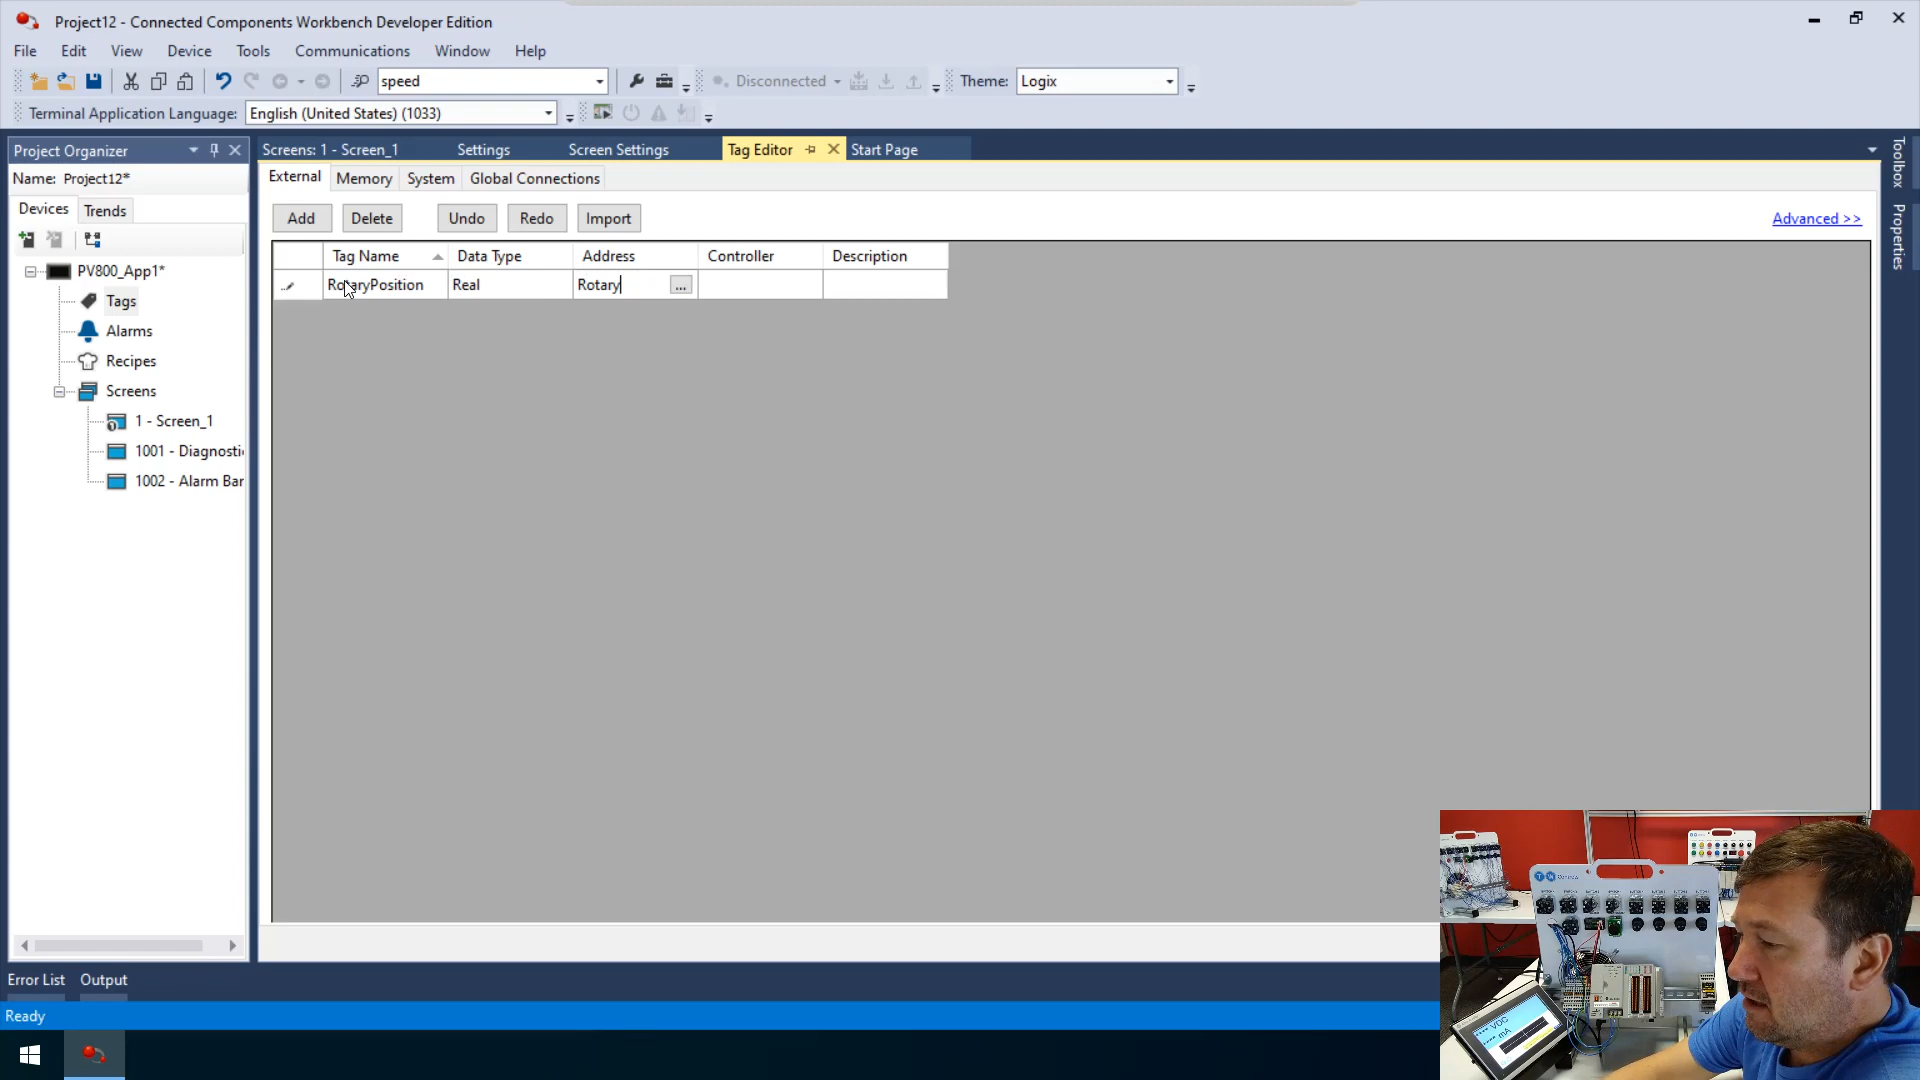 Project12 - Connected Components Workbench Developer Edition
File Edit View Device Tools Communications Window Help
speed Disconnected Theme: Logix
Terminal Application Language: English (United States) (1033)
Project Organizer
Name: Project12*
Devices Trends
PV800_App1*
Tags
Alarms
Recipes
Screens
1 - Screen_1
1001 - Diagnosti
1002 - Alarm Bar
Screens: 1 - Screen_1 Settings Screen Settings Tag Editor Start Page
External Memory System Global Connections
Add Delete Undo Redo Import Advanced >>
Tag Name Data Type Address Controller Description
RotaryPosition Real Rotary ...
Toolbox
Properties
Error List Output
Ready
VDC
mA